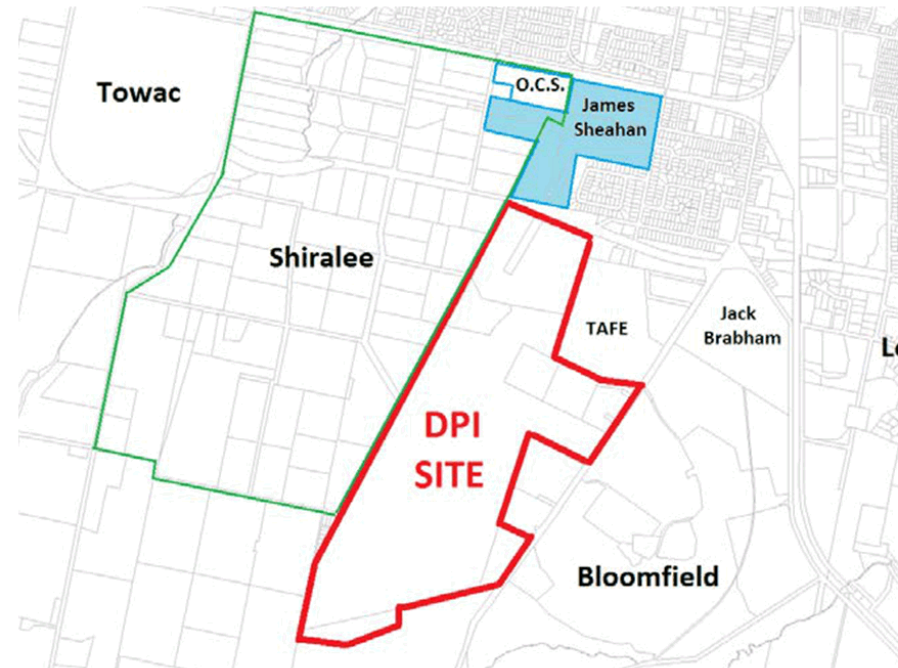 O.C.S.
Towac
James
Sheahan
Shiralee
Jack
Brabham
TAFE
DPI
SITE
Bloomfield